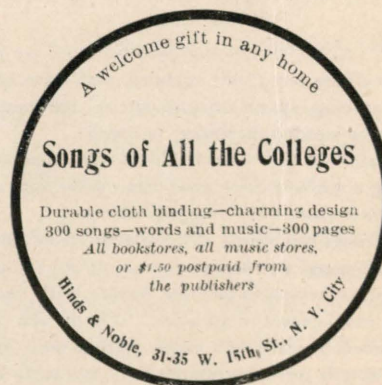 A welcome gift in any home
Songs of All the Colleges
Durable cloth binding—charming design
300 songs—words and music—300 pages
All bookstores, all music stores,
or $1.50 postpaid from
the publishers
Hinds & Noble, 31-35 W. 15th St., N. Y. City